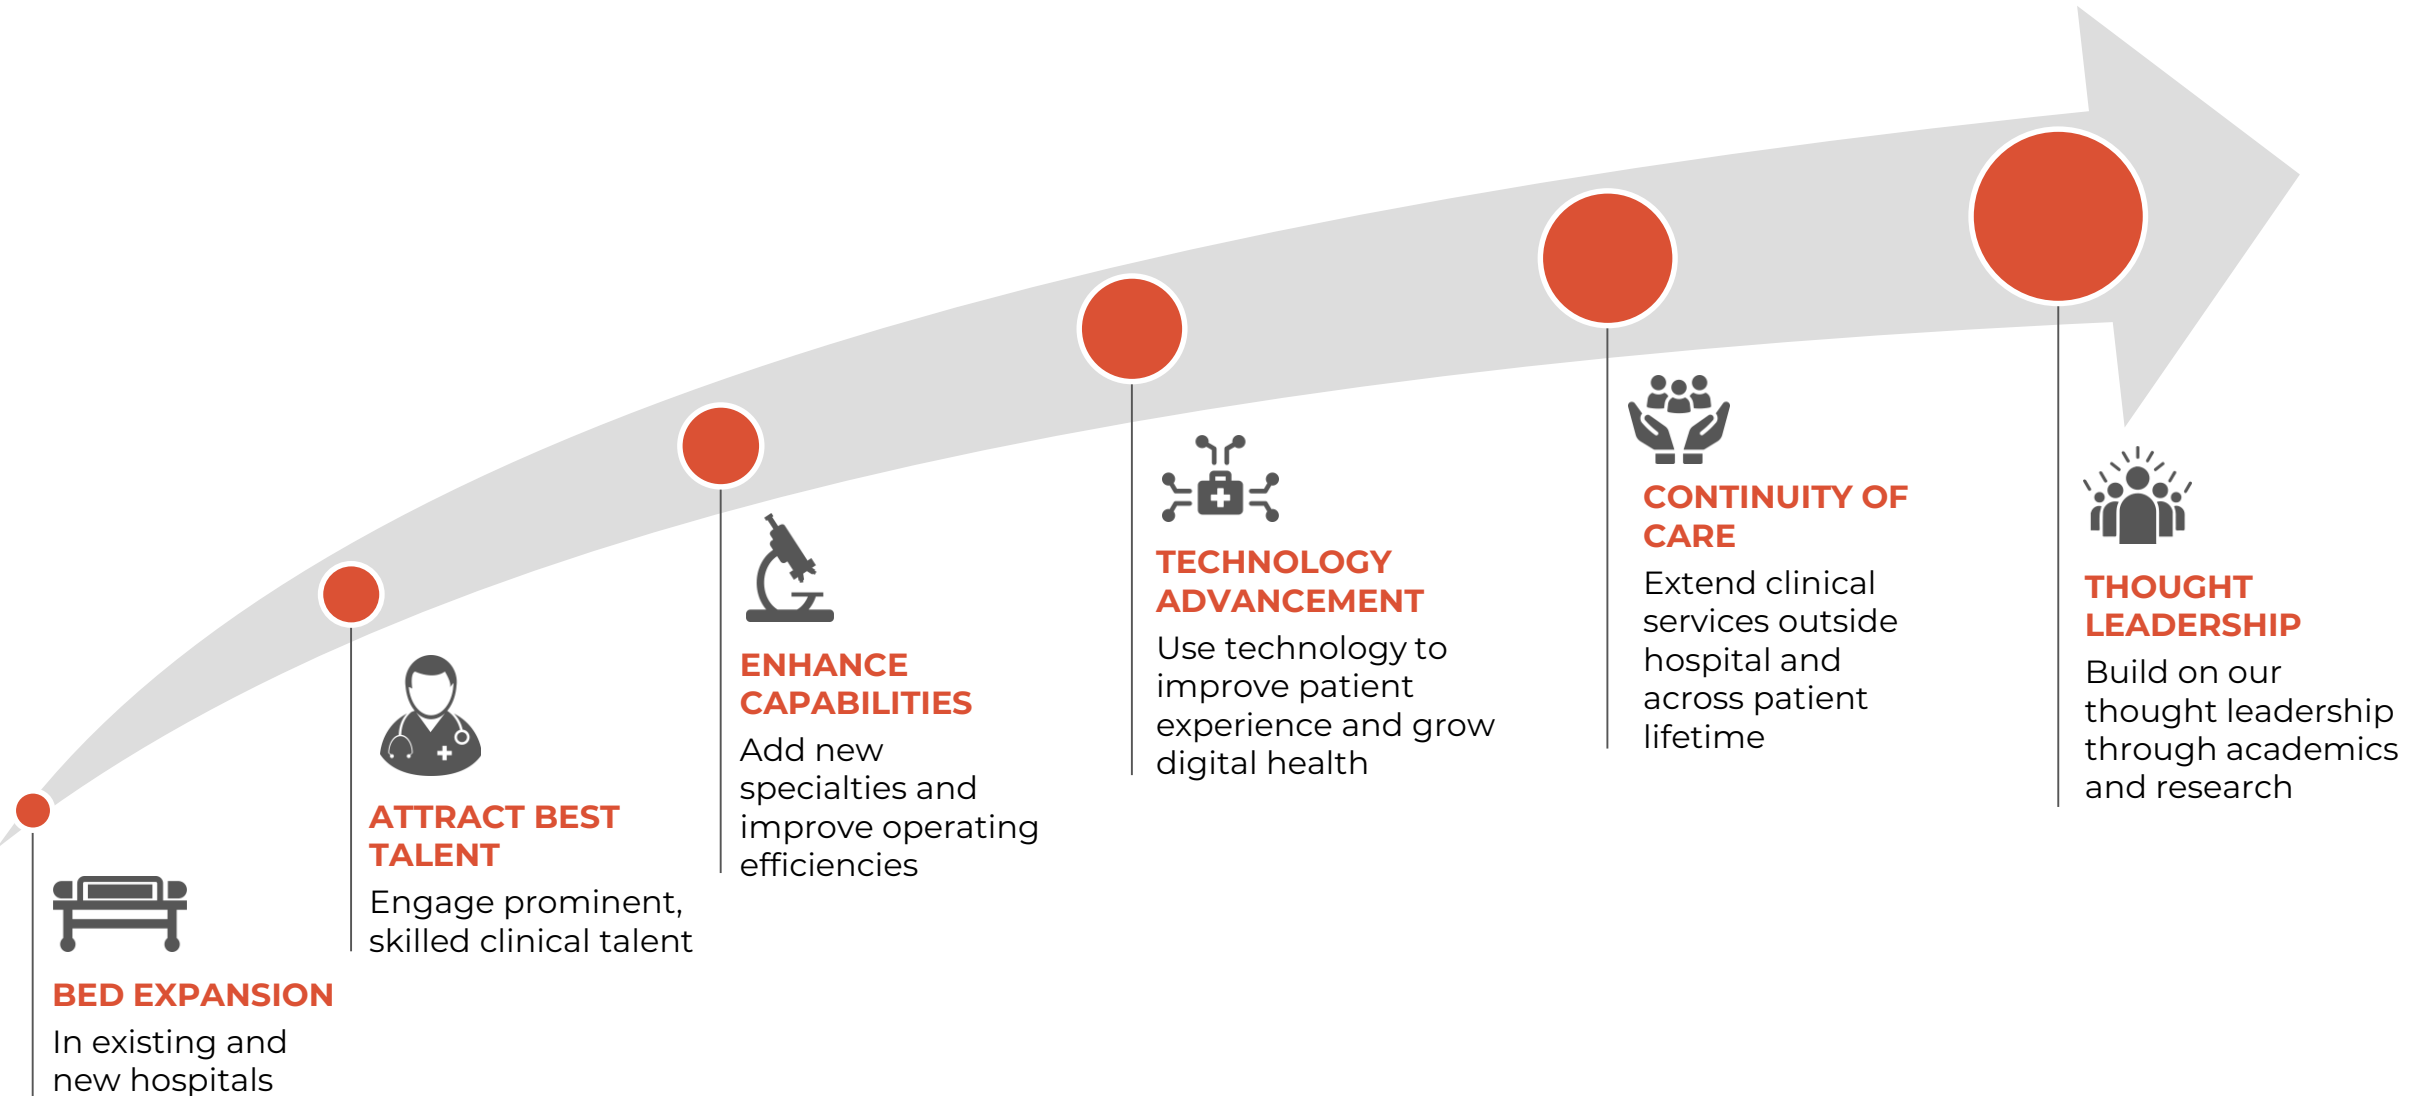 BED EXPANSION
In existing and
new hospitals
ATTRACT BEST
TALENT
Engage prominent,
skilled clinical talent
ENHANCE
CAPABILITIES
Add new
specialties and
improve operating
efficiencies
TECHNOLOGY
ADVANCEMENT
Use technology to
improve patient
experience and grow
digital health
CONTINUITY OF
CARE
Extend clinical
services outside
hospital and
across patient
lifetime
THOUGHT
LEADERSHIP
Build on our
thought leadership
through academics
and research